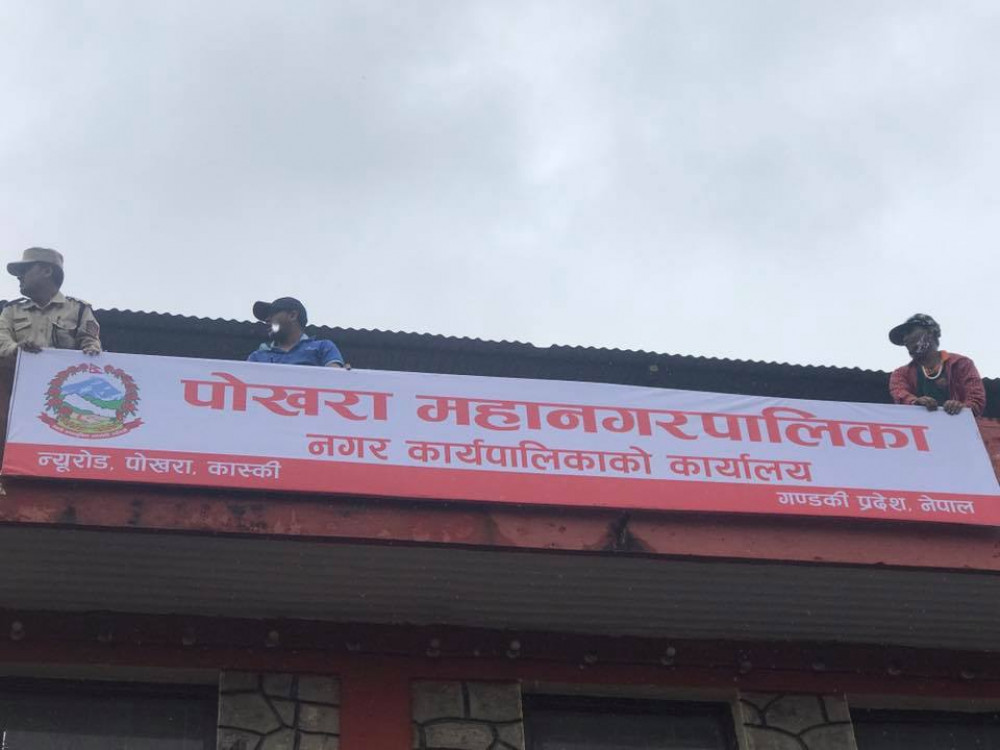 पोखरा महानगरपालिका
नगर कार्यपालिकाको कार्यालय
न्यूरोड, पोखरा, कास्की
गण्डकी प्रदेश, नेपाल